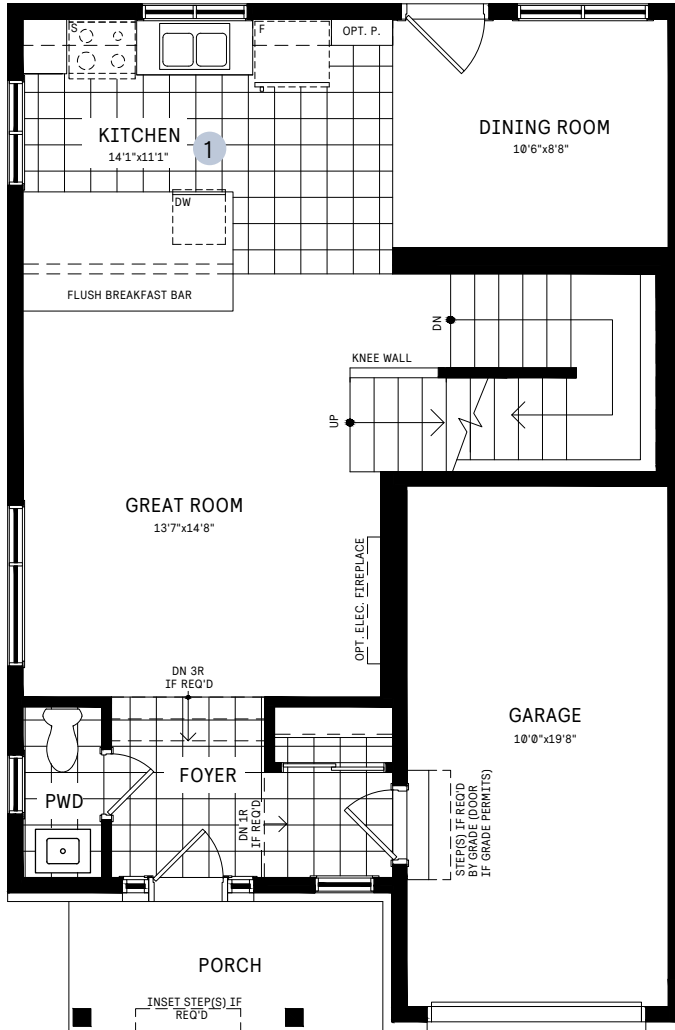 S
F
OPT. P.
KITCHEN
14'1"x11'1"
1
DINING ROOM
10'6"x8'8"
DW
FLUSH BREAKFAST BAR
DN
KNEE WALL
UP
GREAT ROOM
13'7"x14'8"
OPT. ELEC. FIREPLACE
DN 3R
IF REQ'D
GARAGE
10'0"x19'8"
FOYER
PWD
DN 1R
IF REQ'D
STEP(S) IF REQ'D
BY GRADE (DOOR
IF GRADE PERMITS)
PORCH
INSET STEP(S) IF
REQ'D